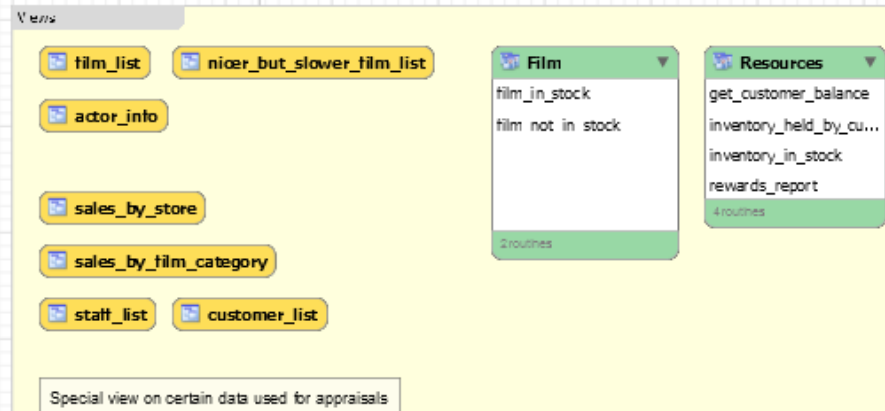 Views
film_list
nicer_but_slower_film_list
actor_info
sales_by_store
sales_by_film_category
staff_list
customer_list
Special view on certain data used for appraisals
Film
film_in_stock
film_not_in_stock
2 routines
Resources
get_customer_balance
inventory_held_by_cu...
inventory_in_stock
rewards_report
4 routines